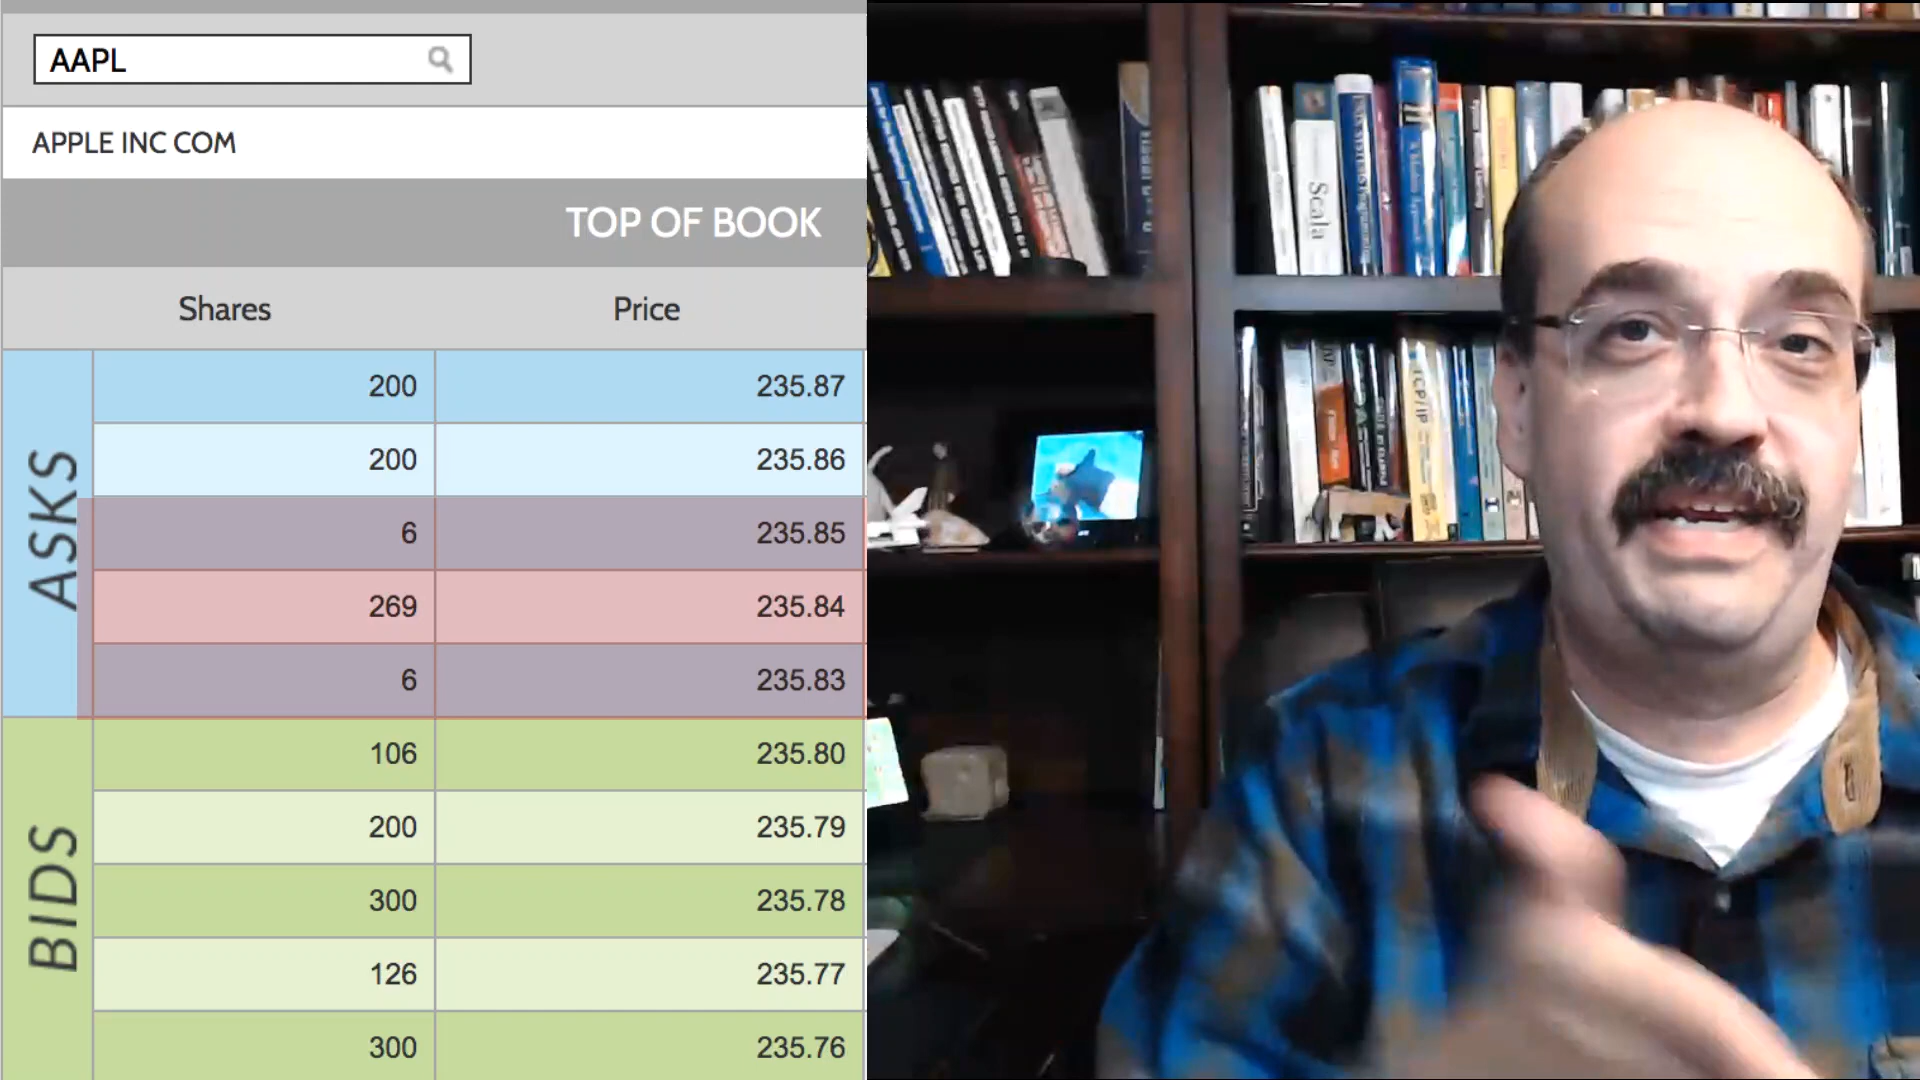 AAPL
APPLE INC COM
TOP OF BOOK
Shares Price
ASKS
200 235.87
200 235.86
6 235.85
269 235.84
6 235.83
BIDS
106 235.80
200 235.79
300 235.78
126 235.77
300 235.76
Scala
TCP/IP